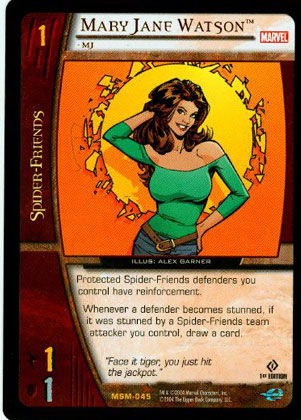 1
MARY JANE WATSON™
- MJ
MARVEL
SPIDER-FRIENDS
ILLUS: ALEX GARNER
Protected Spider-Friends defenders you
control have reinforcement.
Whenever a defender becomes stunned, if
it was stunned by a Spider-Friends team
attacker you control, draw a card.
"Face it tiger, you just hit
the jackpot."
1
1
1ST EDITION
MSM-045